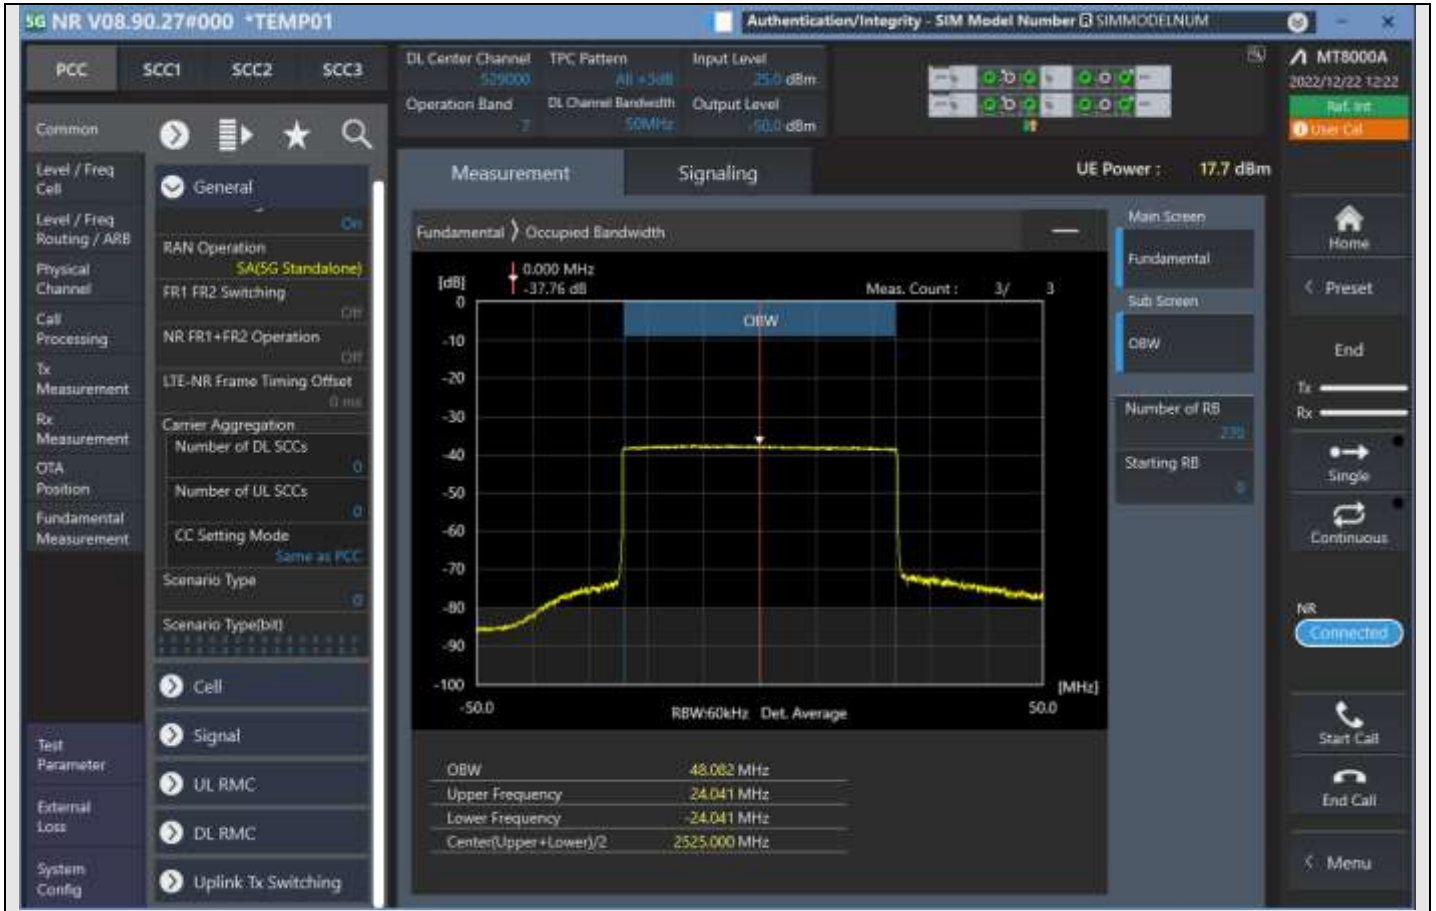 5G NR V08.90.27#000 *TEMP01
Authentication/Integrity - SIM Model Number SIMMODELNUM
PCC SCC1 SCC2 SCC3
DL Center Channel TPC Pattern Input Level
529000 All +3dB 25.0 dBm
Operation Band DL Channel Bandwidth Output Level
7 50MHz -50.0 dBm
MT8000A
2022/12/22 12:22
Ref. Int
User Cal
Common
Level / Freq
Cell
Level / Freq
Routing / ARB
Physical
Channel
Call
Processing
Tx
Measurement
Rx
Measurement
OTA
Position
Fundamental
Measurement
Test
Parameter
External
Loss
System
Config
General
On
RAN Operation
SA(5G Standalone)
FR1 FR2 Switching
Off
NR FR1+FR2 Operation
Off
LTE-NR Frame Timing Offset
0 ms
Carrier Aggregation
Number of DL SCCs
0
Number of UL SCCs
0
CC Setting Mode
Same as PCC
Scenario Type
0
Scenario Type(bit)
Cell
Signal
UL RMC
DL RMC
Uplink Tx Switching
Measurement Signaling
UE Power : 17.7 dBm
Fundamental Occupied Bandwidth
[dB]
0.000 MHz
-37.76 dB
Meas. Count : 3/ 3
OBW
0
-10
-20
-30
-40
-50
-60
-70
-80
-90
-100
[MHz]
-50.0 RBW:60kHz Det. Average 50.0
OBW 48.082 MHz
Upper Frequency 24.041 MHz
Lower Frequency -24.041 MHz
Center(Upper+Lower)/2 2525.000 MHz
Main Screen
Fundamental
Sub Screen
OBW
Number of RB
270
Starting RB
0
Home
Preset
End
Tx
Rx
Single
Continuous
NR
Connected
Start Call
End Call
Menu